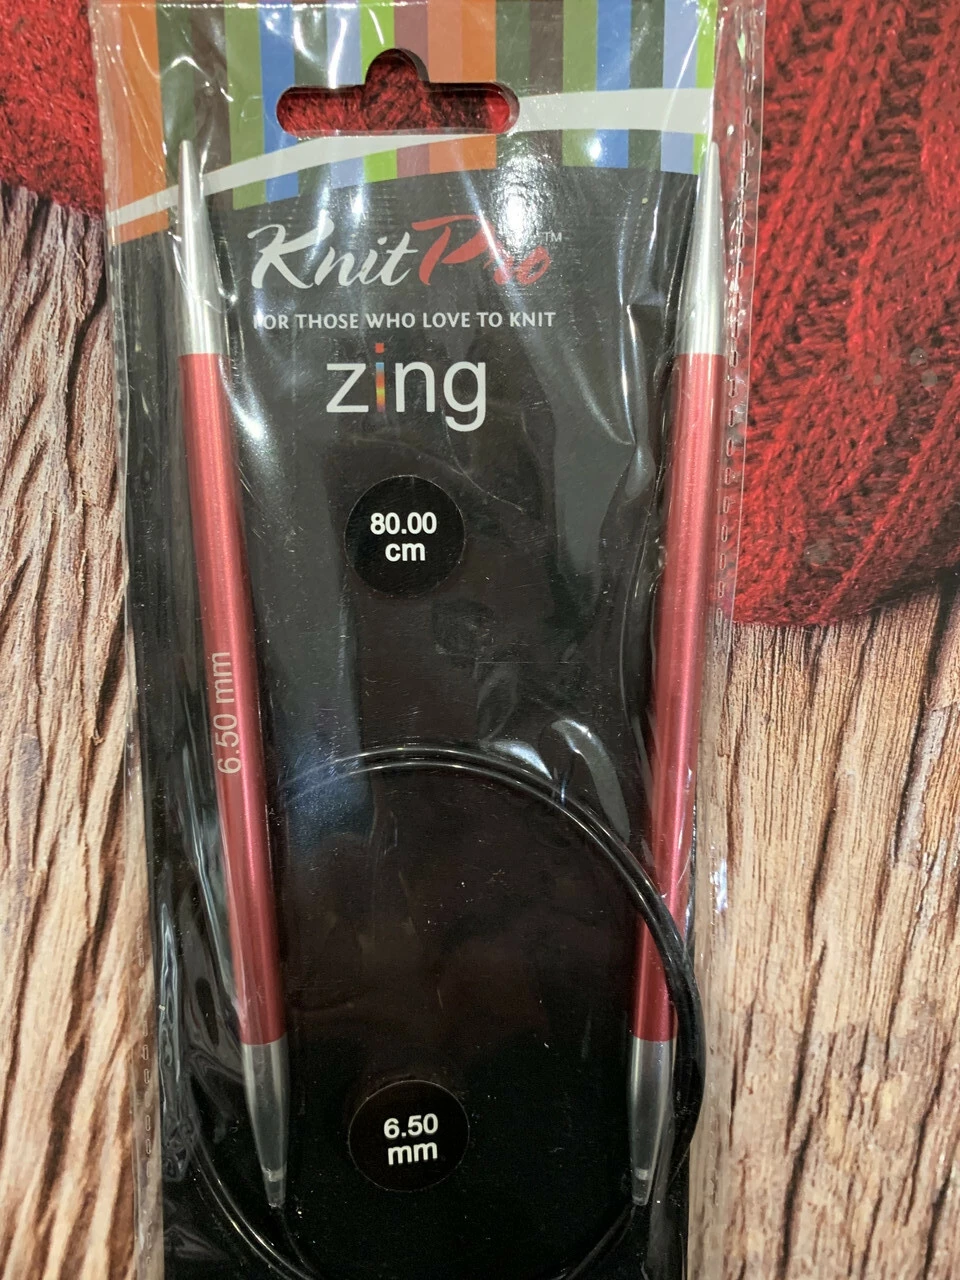 KnitPro™
FOR THOSE WHO LOVE TO KNIT
zing
80.00
cm
6.50 mm
6.50
mm